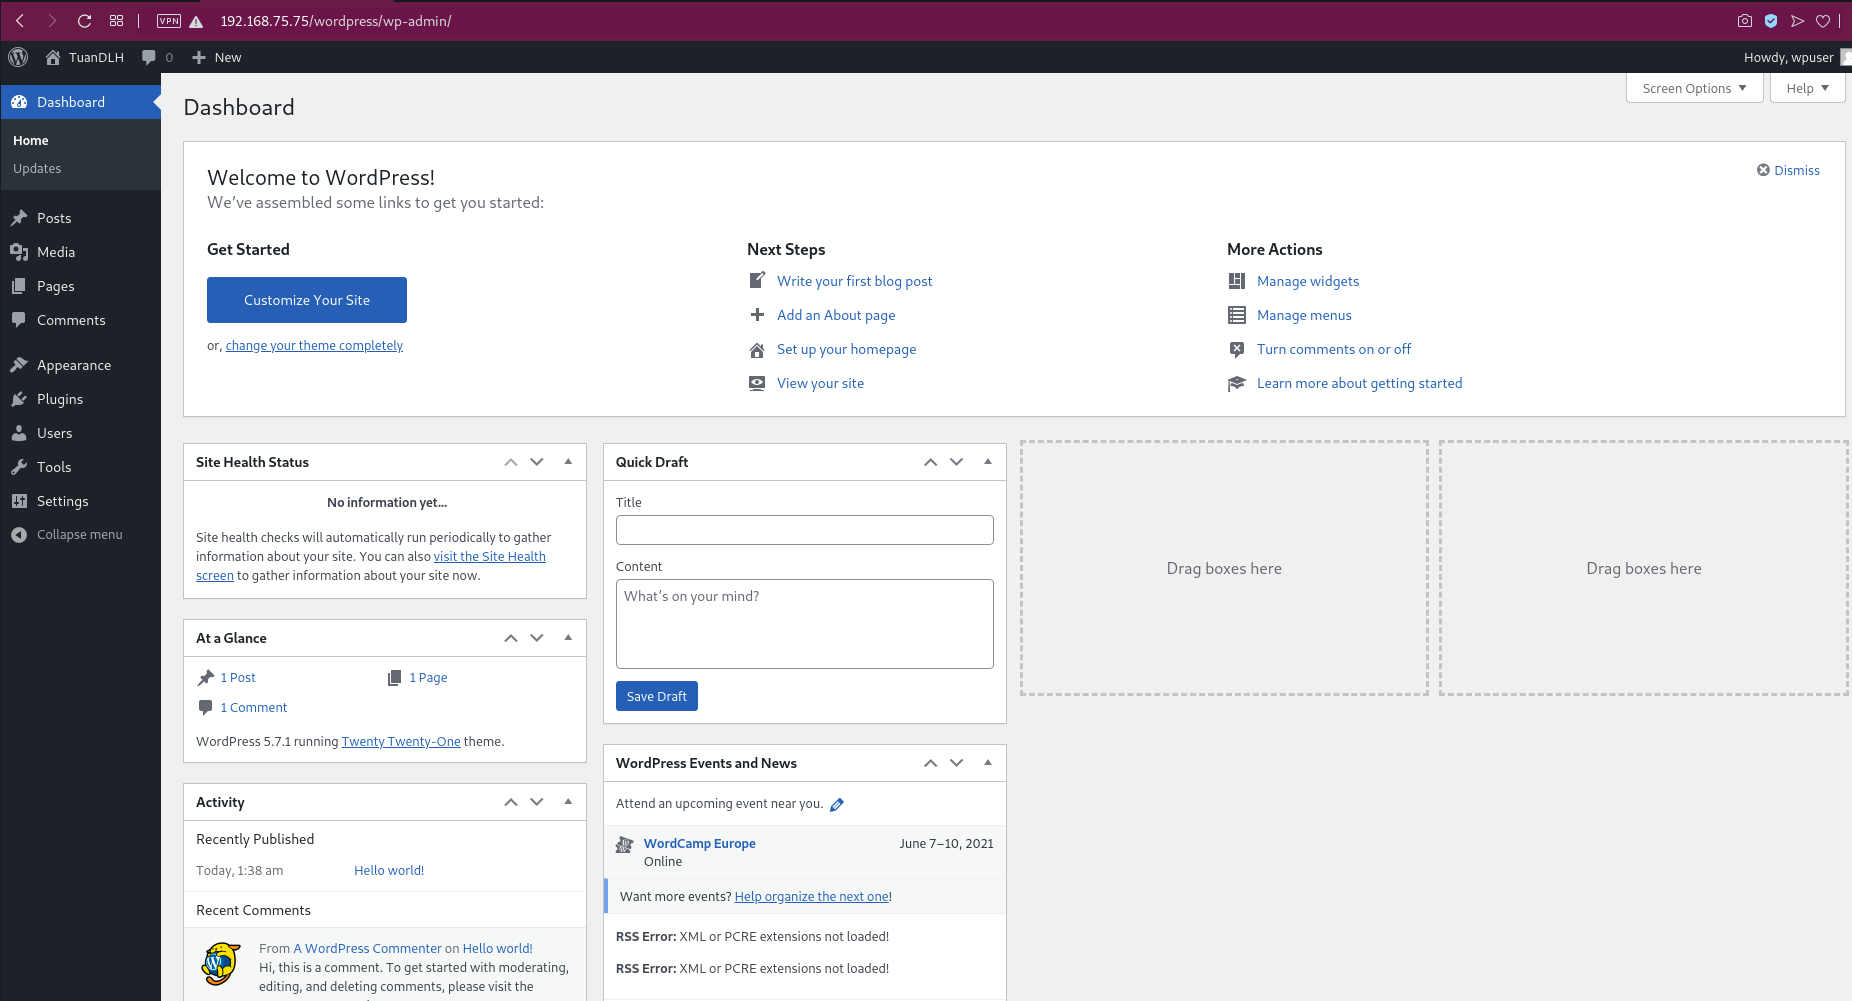 VPN
192.168.75.75/wordpress/wp-admin/
TuanDLH
0
New
Howdy, wpuser
Dashboard
Home
Updates
Posts
Media
Pages
Comments
Appearance
Plugins
Users
Tools
Settings
Collapse menu
Dashboard
Screen Options
Help
Welcome to WordPress!
We've assembled some links to get you started:
Dismiss
Get Started
Customize Your Site
or, change your theme completely
Next Steps
Write your first blog post
Add an About page
Set up your homepage
View your site
More Actions
Manage widgets
Manage menus
Turn comments on or off
Learn more about getting started
Site Health Status
No information yet...
Site health checks will automatically run periodically to gather
information about your site. You can also visit the Site Health
screen to gather information about your site now.
At a Glance
1 Post
1 Page
1 Comment
WordPress 5.7.1 running Twenty Twenty-One theme.
Activity
Recently Published
Today, 1:38 am
Hello world!
Recent Comments
From A WordPress Commenter on Hello world!
Hi, this is a comment. To get started with moderating,
editing, and deleting comments, please visit the
Quick Draft
Title
Content
What's on your mind?
Save Draft
WordPress Events and News
Attend an upcoming event near you.
WordCamp Europe
June 7–10, 2021
Online
Want more events? Help organize the next one!
RSS Error: XML or PCRE extensions not loaded!
RSS Error: XML or PCRE extensions not loaded!
Drag boxes here
Drag boxes here